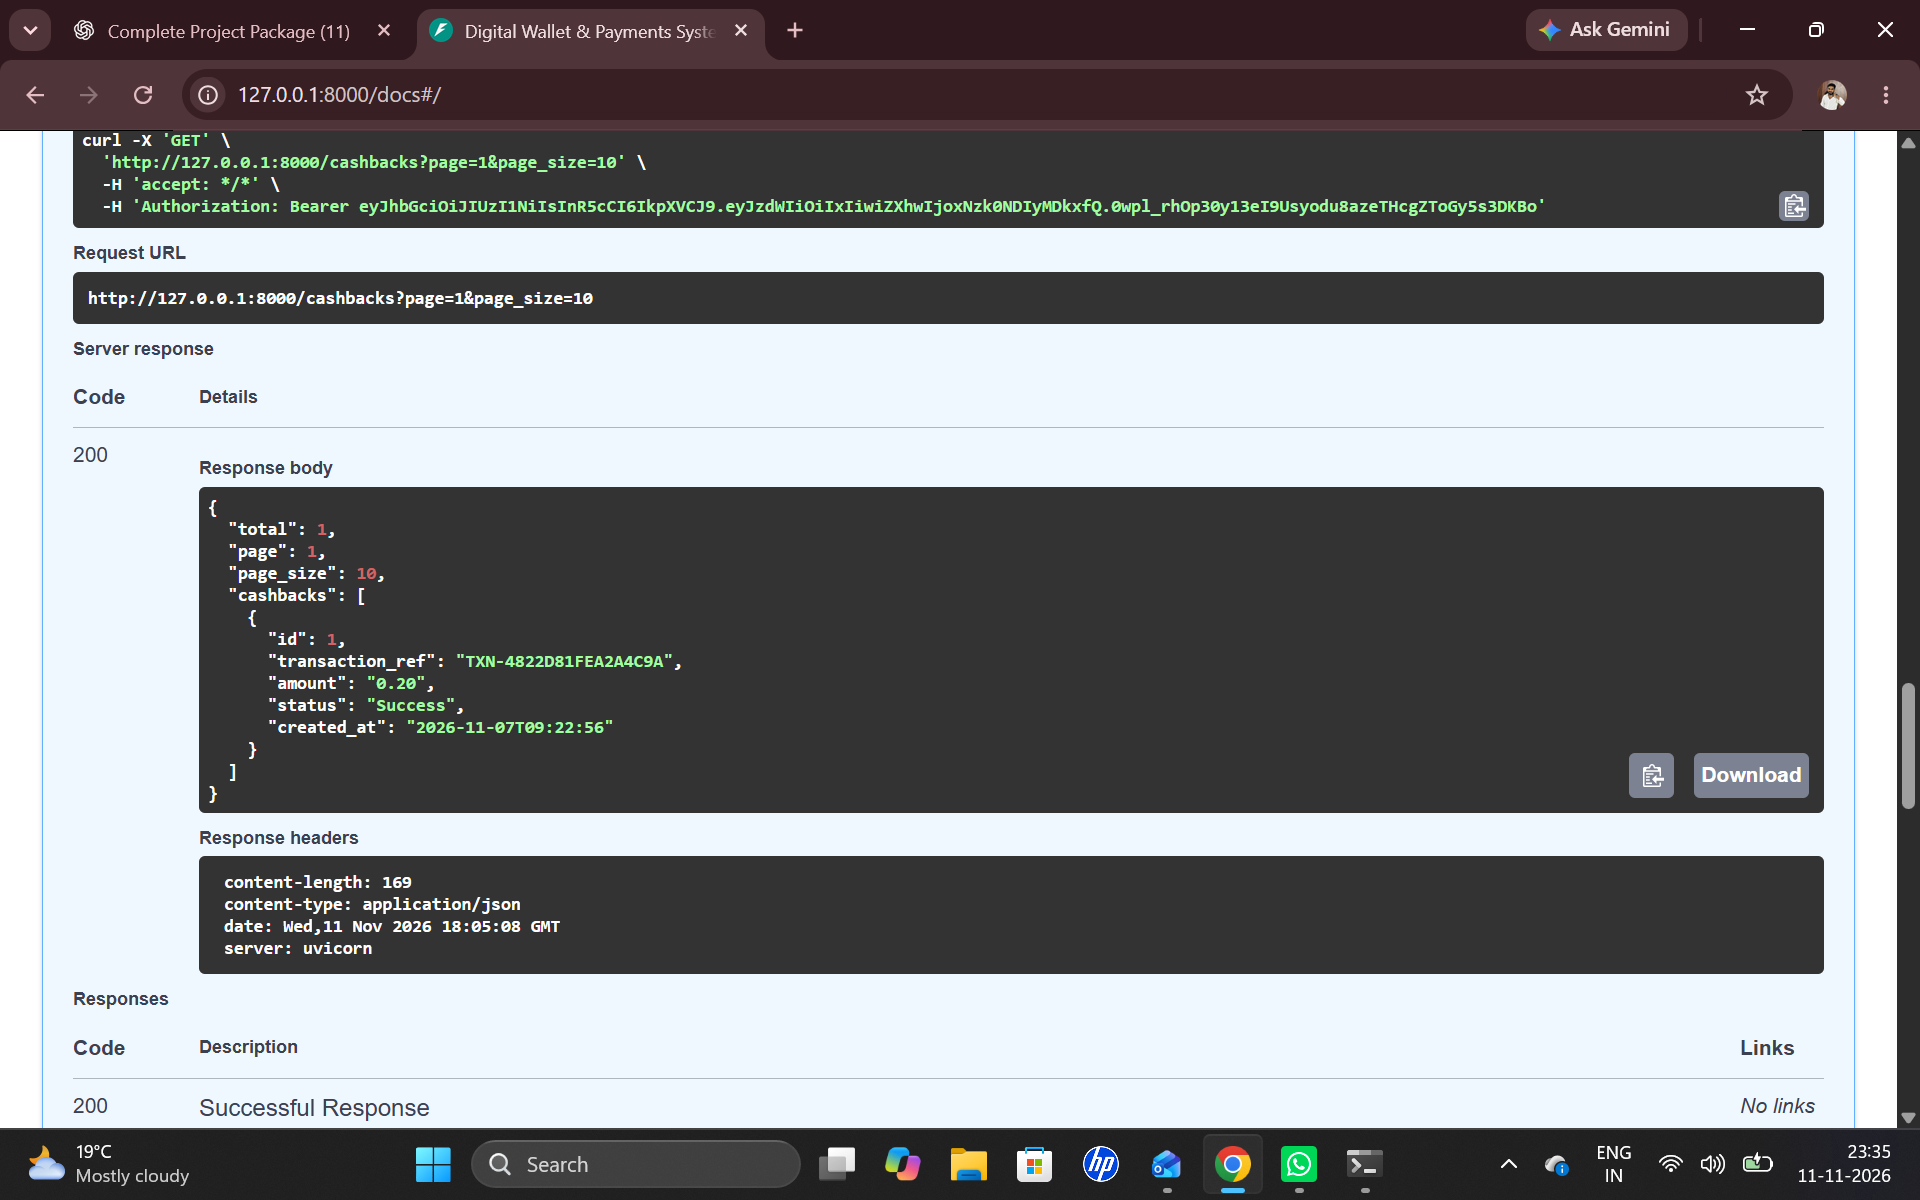 Complete Project Package (11)
Digital Wallet & Payments Syste
Ask Gemini
127.0.0.1:8000/docs#/
curl -X 'GET' \
'http://127.0.0.1:8000/cashbacks?page=1&page_size=10' \
-H 'accept: */*' \
-H 'Authorization: Bearer eyJhbGciOiJIUzI1NiIsInR5cCI6IkpXVCJ9.eyJzdWIiOiIxIiwiZXhwIjoxNzk0NDIyMDkxfQ.0wpl_rhOp30y13eI9Usyodu8azeTHcgZToGy5s3DKBo'
Request URL
http://127.0.0.1:8000/cashbacks?page=1&page_size=10
Server response
Code Details
200
Response body
{
"total": 1,
"page": 1,
"page_size": 10,
"cashbacks": [
{
"id": 1,
"transaction_ref": "TXN-4822D81FEA2A4C9A",
"amount": "0.20",
"status": "Success",
"created_at": "2026-11-07T09:22:56"
}
]
}
Download
Response headers
content-length: 169
content-type: application/json
date: Wed,11 Nov 2026 18:05:08 GMT
server: uvicorn
Responses
Code Description Links
200 Successful Response No links
19°C
Mostly cloudy
Search
hp
ENG
IN
23:35
11-11-2026